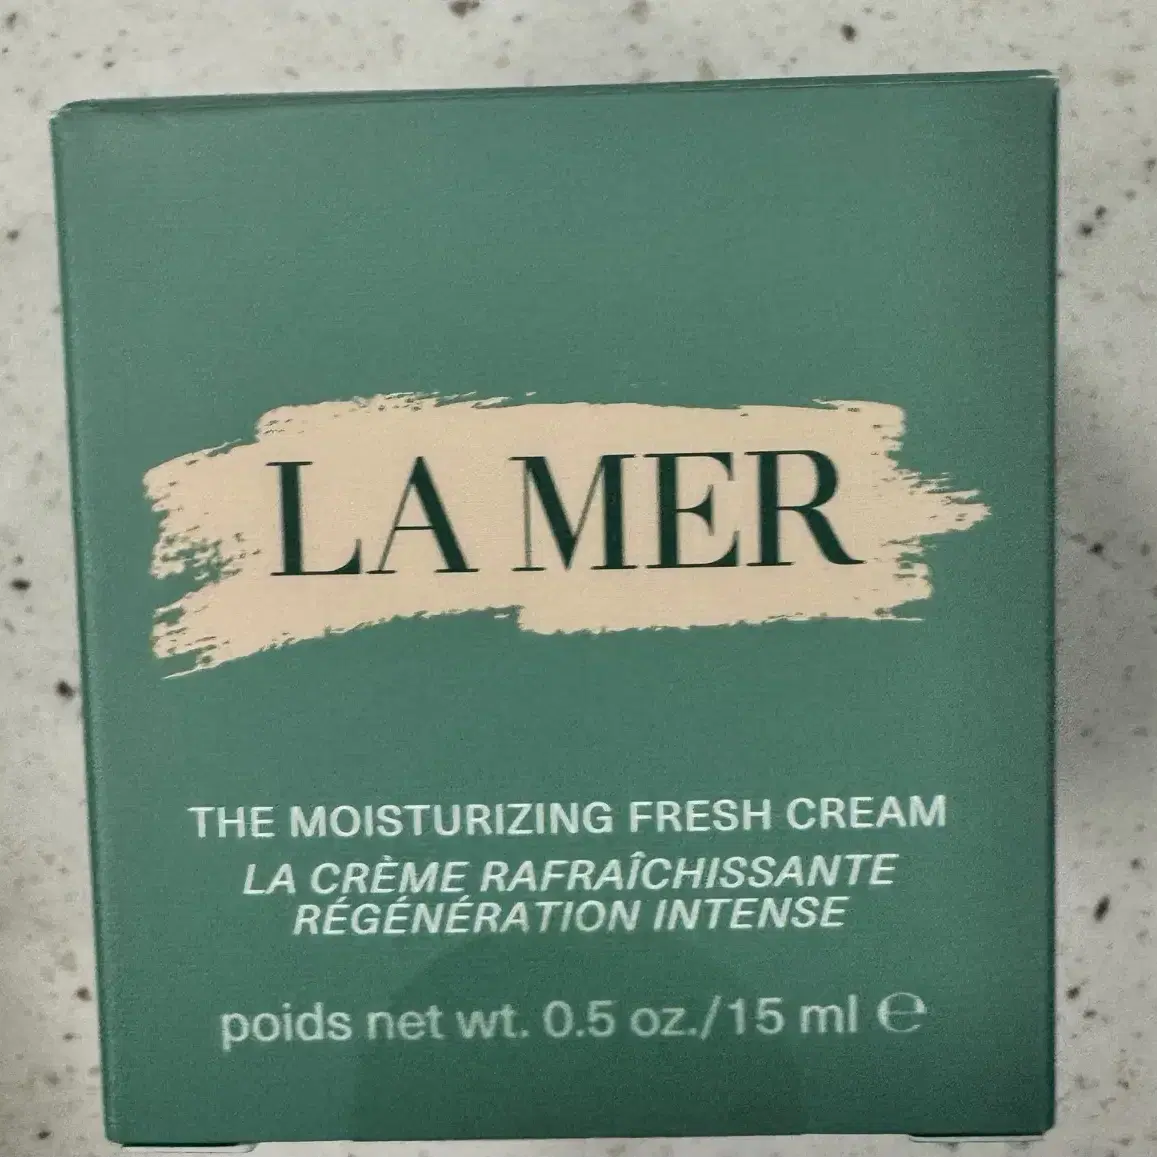 LA MER
THE MOISTURIZING FRESH CREAM
LA CRÈME RAFRAÎCHISSANTE
RÉGÉNÉRATION INTENSE
poids net wt. 0.5 oz./15 ml ℮